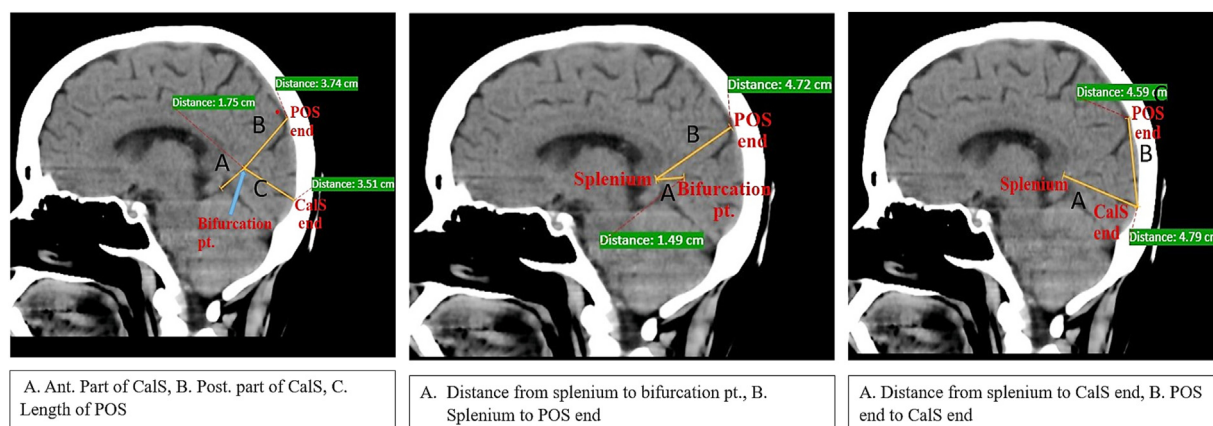 Distance: 3.74 cm
Distance: 1.75 cm
B
POS
end
A
C
Distance: 3.51 cm
CalS
end
Bifurcation
pt.
A. Ant. Part of CalS, B. Post. part of CalS, C.
Length of POS
Distance: 4.72 cm
B
POS
end
Splenium
A
Bifurcation
pt.
Distance: 1.49 cm
A. Distance from splenium to bifurcation pt., B.
Splenium to POS end
Distance: 4.59 cm
POS
end
B
Splenium
A
CalS
end
Distance: 4.79 cm
A. Distance from splenium to CalS end, B. POS
end to CalS end